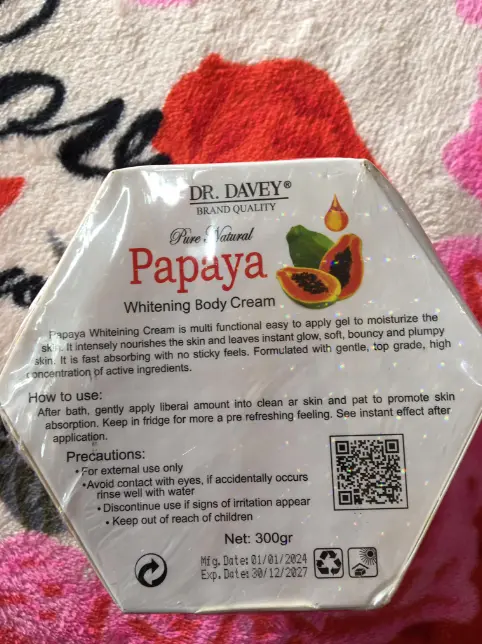 DR. DAVEY®
BRAND QUALITY
Pure Natural
Papaya
Whitening Body Cream
Papaya Whiteining Cream is multi functional easy to apply gel to moisturize the
skin. It intensely nourishes the skin and leaves instant glow, soft, bouncy and plumpy
skin. It is fast absorbing with no sticky feels. Formulated with gentle, top grade, high
concentration of active ingredients.
How to use:
After bath, gently apply liberal amount into clean ar skin and pat to promote skin
absorption. Keep in fridge for more a pre refreshing feeling. See instant effect after
application.
Precautions:
• For external use only
• Avoid contact with eyes, if accidentally occurs
rinse well with water
• Discontinue use if signs of irritation appear
• Keep out of reach of children
Net: 300gr
Mfg. Date: 01/01/2024
Exp. Date: 30/12/2027